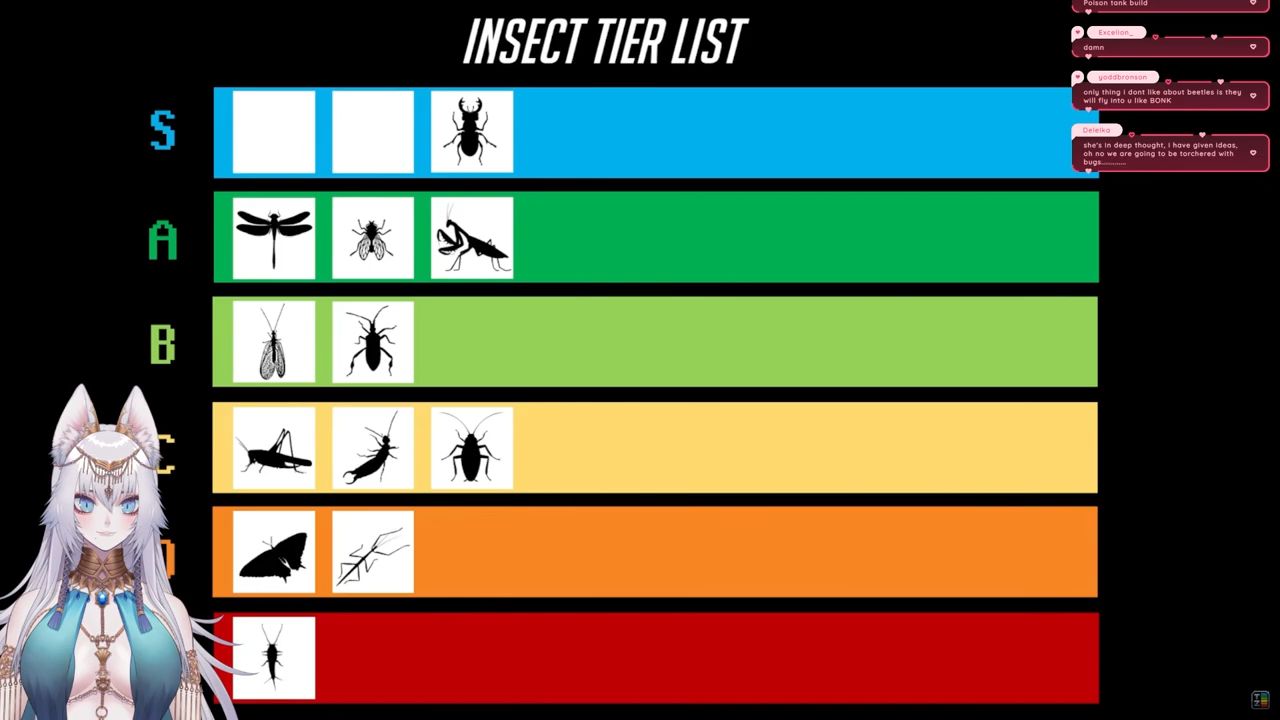 INSECT TIER LIST
Poison tank build
Excelion_
damn
yoddbronson
only thing i dont like about beetles is they
will fly into u like BONK
Deleika
she's in deep thought, i have given ideas,
oh no we are going to be torchered with
bugs............
S
A
B
C
D